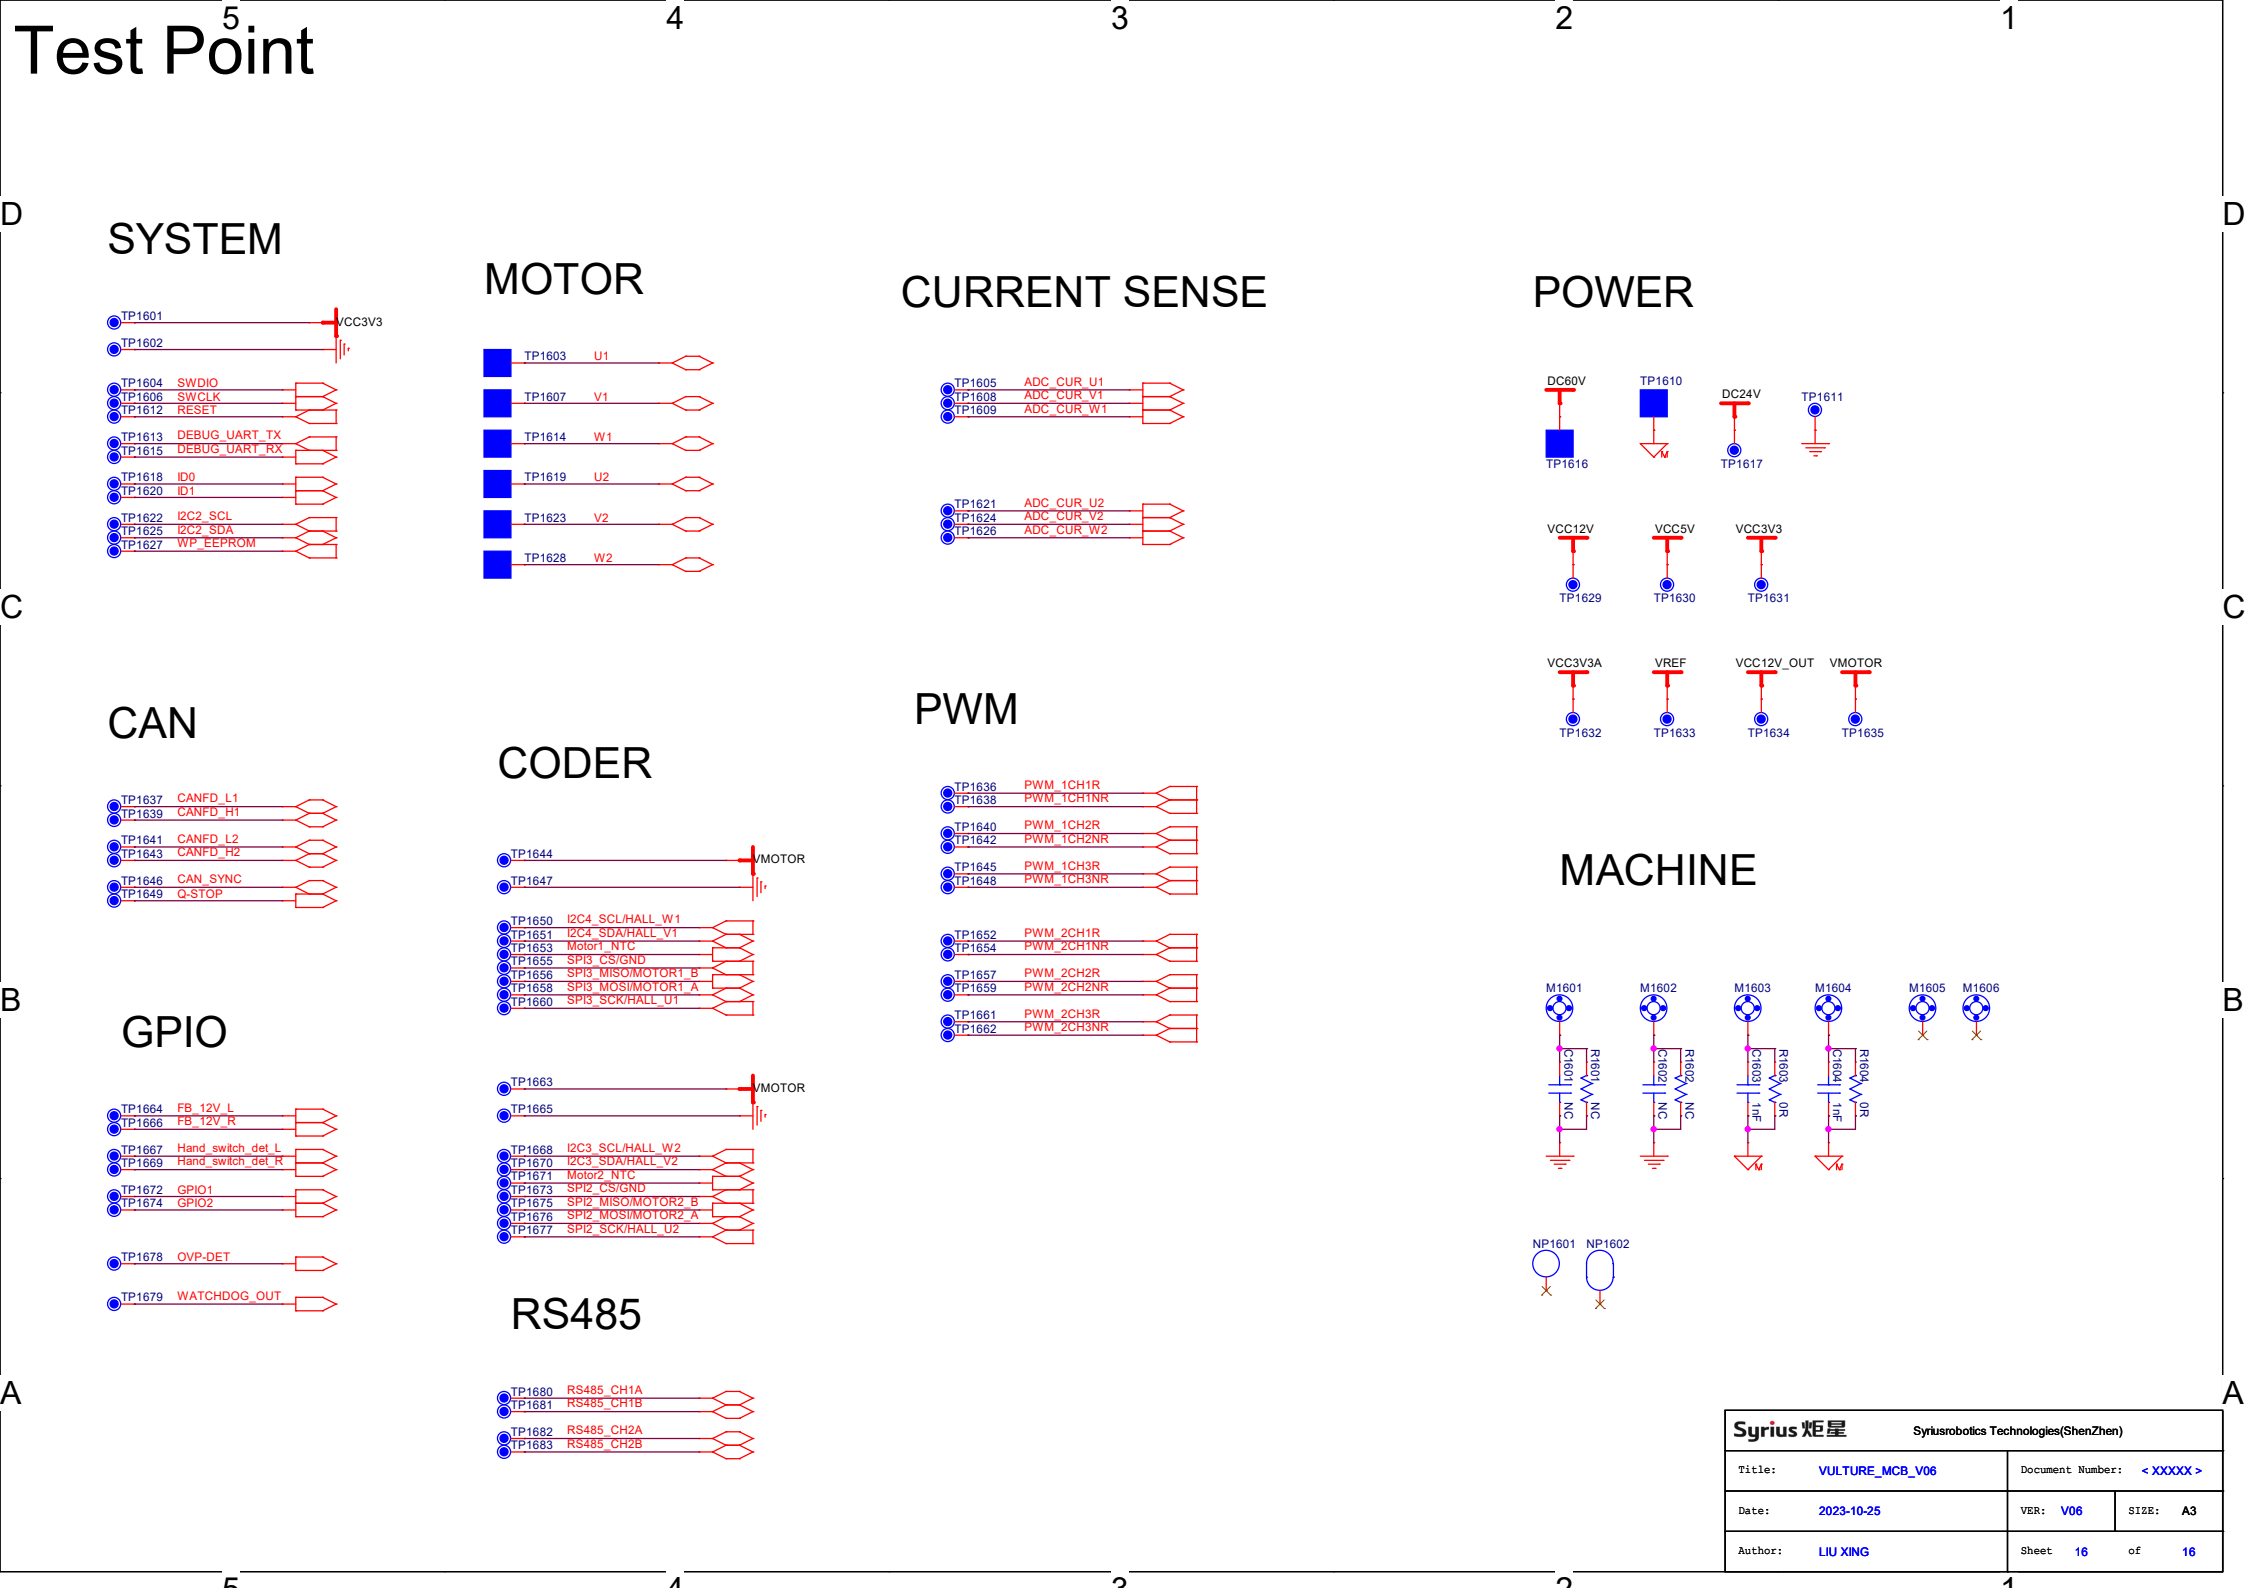 5 4 3 2 1
Test Point
D D
SYSTEM
TP1601 VCC3V3
TP1602
TP1604 SWDIO
TP1606 SWCLK
TP1612 RESET
TP1613 DEBUG_UART_TX
TP1615 DEBUG_UART_RX
TP1618 ID0
TP1620 ID1
TP1622 I2C2_SCL
TP1625 I2C2_SDA
TP1627 WP_EEPROM
MOTOR
TP1603 U1
TP1607 V1
TP1614 W1
TP1619 U2
TP1623 V2
TP1628 W2
CURRENT SENSE
TP1605 ADC_CUR_U1
TP1608 ADC_CUR_V1
TP1609 ADC_CUR_W1
TP1621 ADC_CUR_U2
TP1624 ADC_CUR_V2
TP1626 ADC_CUR_W2
POWER
DC60V TP1610 DC24V TP1611
TP1616 M TP1617
VCC12V VCC5V VCC3V3
TP1629 TP1630 TP1631
VCC3V3A VREF VCC12V_OUT VMOTOR
TP1632 TP1633 TP1634 TP1635
C C
CAN
TP1637 CANFD_L1
TP1639 CANFD_H1
TP1641 CANFD_L2
TP1643 CANFD_H2
TP1646 CAN_SYNC
TP1649 Q-STOP
CODER
TP1644 VMOTOR
TP1647
TP1650 I2C4_SCL/HALL_W1
TP1651 I2C4_SDA/HALL_V1
TP1653 Motor1_NTC
TP1655 SPI3_CS/GND
TP1656 SPI3_MISO/MOTOR1_B
TP1658 SPI3_MOSI/MOTOR1_A
TP1660 SPI3_SCK/HALL_U1
TP1663 VMOTOR
TP1665
TP1668 I2C3_SCL/HALL_W2
TP1670 I2C3_SDA/HALL_V2
TP1671 Motor2_NTC
TP1673 SPI2_CS/GND
TP1675 SPI2_MISO/MOTOR2_B
TP1676 SPI2_MOSI/MOTOR2_A
TP1677 SPI2_SCK/HALL_U2
PWM
TP1636 PWM_1CH1R
TP1638 PWM_1CH1NR
TP1640 PWM_1CH2R
TP1642 PWM_1CH2NR
TP1645 PWM_1CH3R
TP1648 PWM_1CH3NR
TP1652 PWM_2CH1R
TP1654 PWM_2CH1NR
TP1657 PWM_2CH2R
TP1659 PWM_2CH2NR
TP1661 PWM_2CH3R
TP1662 PWM_2CH3NR
MACHINE
M1601 M1602 M1603 M1604 M1605 M1606
C1601 R1601 C1602 R1602 C1603 R1603 C1604 R1604
NC NC NC NC 1nF 0R 1nF 0R
M M
NP1601 NP1602
B B
GPIO
TP1664 FB_12V_L
TP1666 FB_12V_R
TP1667 Hand_switch_det_L
TP1669 Hand_switch_det_R
TP1672 GPIO1
TP1674 GPIO2
TP1678 OVP-DET
TP1679 WATCHDOG_OUT
RS485
TP1680 RS485_CH1A
TP1681 RS485_CH1B
TP1682 RS485_CH2A
TP1683 RS485_CH2B
A A
Syrius 炬星 Syriusrobotics Technologies(ShenZhen)
Title: VULTURE_MCB_V06 Document Number: < XXXXX >
Date: 2023-10-25 VER: V06 SIZE: A3
Author: LIU XING Sheet 16 of 16
5 4 3 2 1